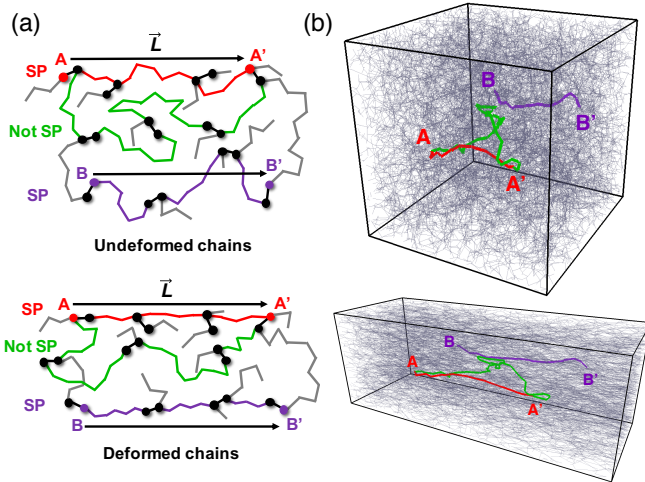 (a)
L
A
A'
SP
Not SP
B
B'
SP
Undeformed chains
L
A
A'
SP
Not SP
SP
B
B'
Deformed chains
(b)
B
B'
A
A'
B
B'
A
A'